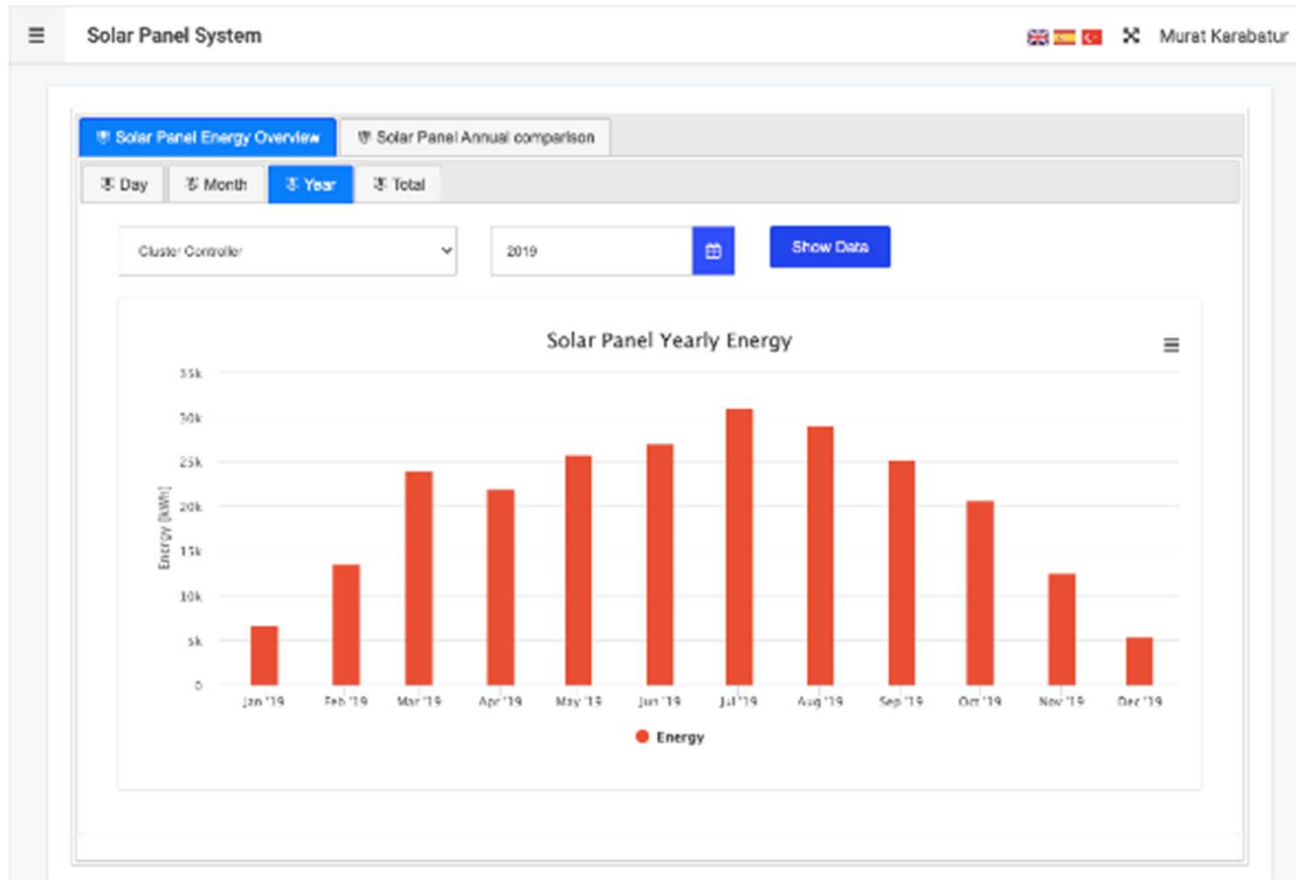 Solar Panel System
Murat Karabatur
Solar Panel Energy Overview
Solar Panel Annual comparison
Day
Month
Year
Total
Cluster Controller
2019
Show Data
Solar Panel Yearly Energy
35k
30k
25k
20k
15k
10k
5k
0
Energy [kWh]
Jan '19
Feb '19
Mar '19
Apr '19
May '19
Jun '19
Jul '19
Aug '19
Sep '19
Oct '19
Nov '19
Dec '19
Energy